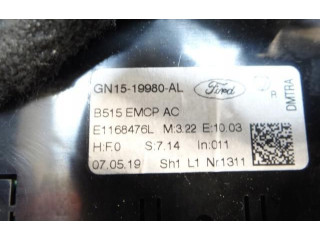 GN15-19980-AL
Ford
B515 EMCP AC
E1168476L M:3.22 E:10.03
H:F.0 S:7.14 In:011
07.05.19 Sh1 L1 Nr1311
DMTRA